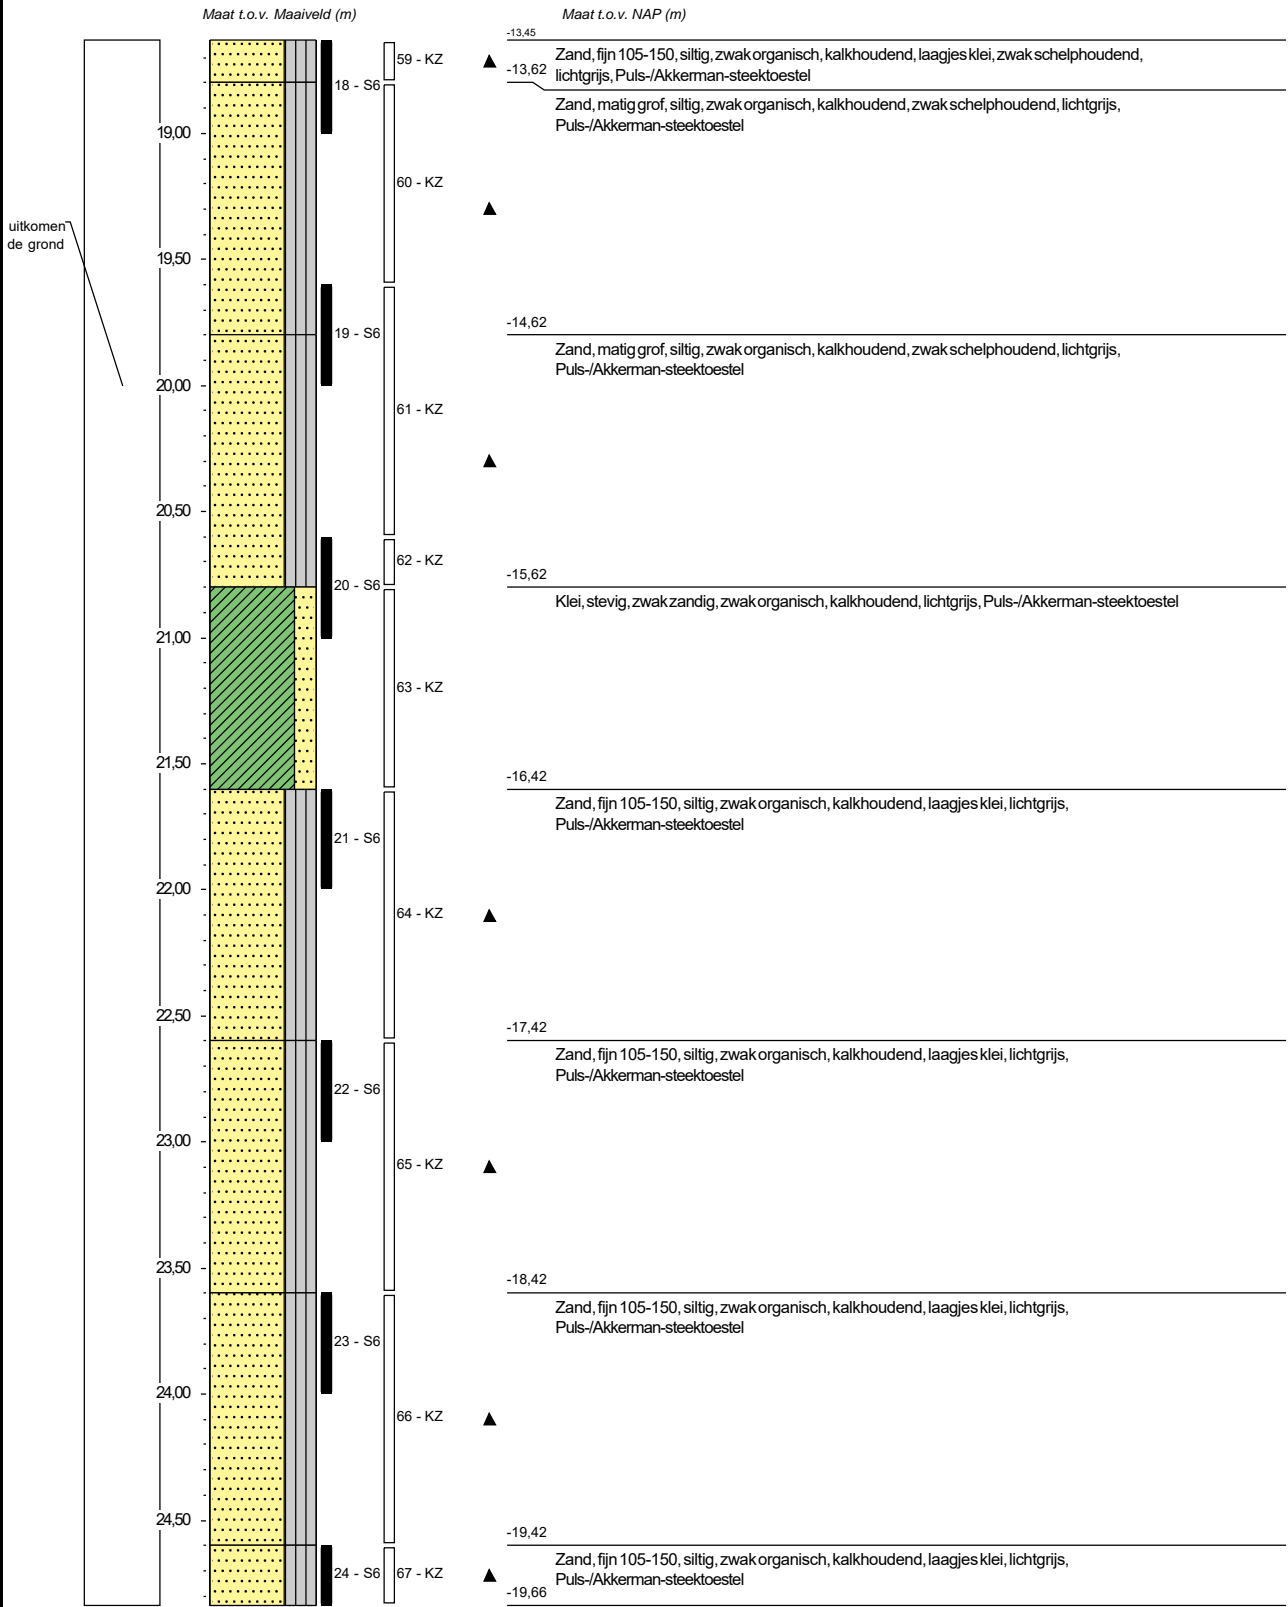 Maat t.o.v. Maaiveld (m)
Maat t.o.v. NAP (m)
-13,45
59 - KZ
Zand, fijn 105-150, siltig, zwak organisch, kalkhoudend, laagjes klei, zwak schelphoudend,
lichtgrijs, Puls-/Akkerman-steektoestel
-13,62
18 - S6
Zand, matig grof, siltig, zwak organisch, kalkhoudend, zwak schelphoudend, lichtgrijs,
Puls-/Akkerman-steektoestel
19,00
60 - KZ
uitkomen
de grond
19,50
-14,62
19 - S6
Zand, matig grof, siltig, zwak organisch, kalkhoudend, zwak schelphoudend, lichtgrijs,
Puls-/Akkerman-steektoestel
20,00
61 - KZ
20,50
62 - KZ
-15,62
20 - S6
Klei, stevig, zwak zandig, zwak organisch, kalkhoudend, lichtgrijs, Puls-/Akkerman-steektoestel
21,00
63 - KZ
21,50
-16,42
Zand, fijn 105-150, siltig, zwak organisch, kalkhoudend, laagjes klei, lichtgrijs,
Puls-/Akkerman-steektoestel
21 - S6
22,00
64 - KZ
22,50
-17,42
Zand, fijn 105-150, siltig, zwak organisch, kalkhoudend, laagjes klei, lichtgrijs,
Puls-/Akkerman-steektoestel
22 - S6
23,00
65 - KZ
23,50
-18,42
Zand, fijn 105-150, siltig, zwak organisch, kalkhoudend, laagjes klei, lichtgrijs,
Puls-/Akkerman-steektoestel
23 - S6
24,00
66 - KZ
24,50
-19,42
Zand, fijn 105-150, siltig, zwak organisch, kalkhoudend, laagjes klei, lichtgrijs,
Puls-/Akkerman-steektoestel
24 - S6
67 - KZ
-19,66